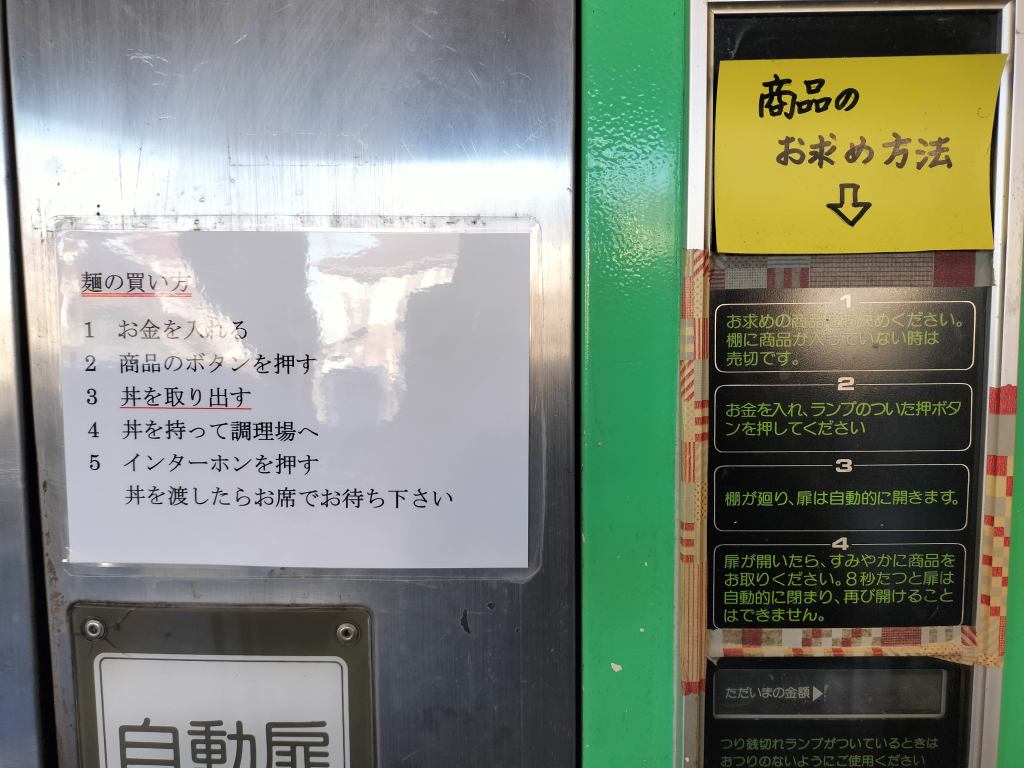 麺の買い方
1 お金を入れる
2 商品のボタンを押す
3 丼を取り出す
4 丼を持って調理場へ
5 インターホンを押す
丼を渡したらお席でお待ち下さい
自動扉
商品の
お求め方法
1
お求めの商品をお決めください。
棚に商品が入っていない時は
売切です。
2
お金を入れ、ランプのついた押ボタ
ンを押してください
3
棚が廻り、扉は自動的に開きます。
4
扉が開いたら、すみやかに商品を
お取りください。8秒たつと扉は
自動的に閉まり、再び開けること
はできません。
ただいまの金額▶
つり銭切れランプがついているときは
おつりのないようにご使用ください